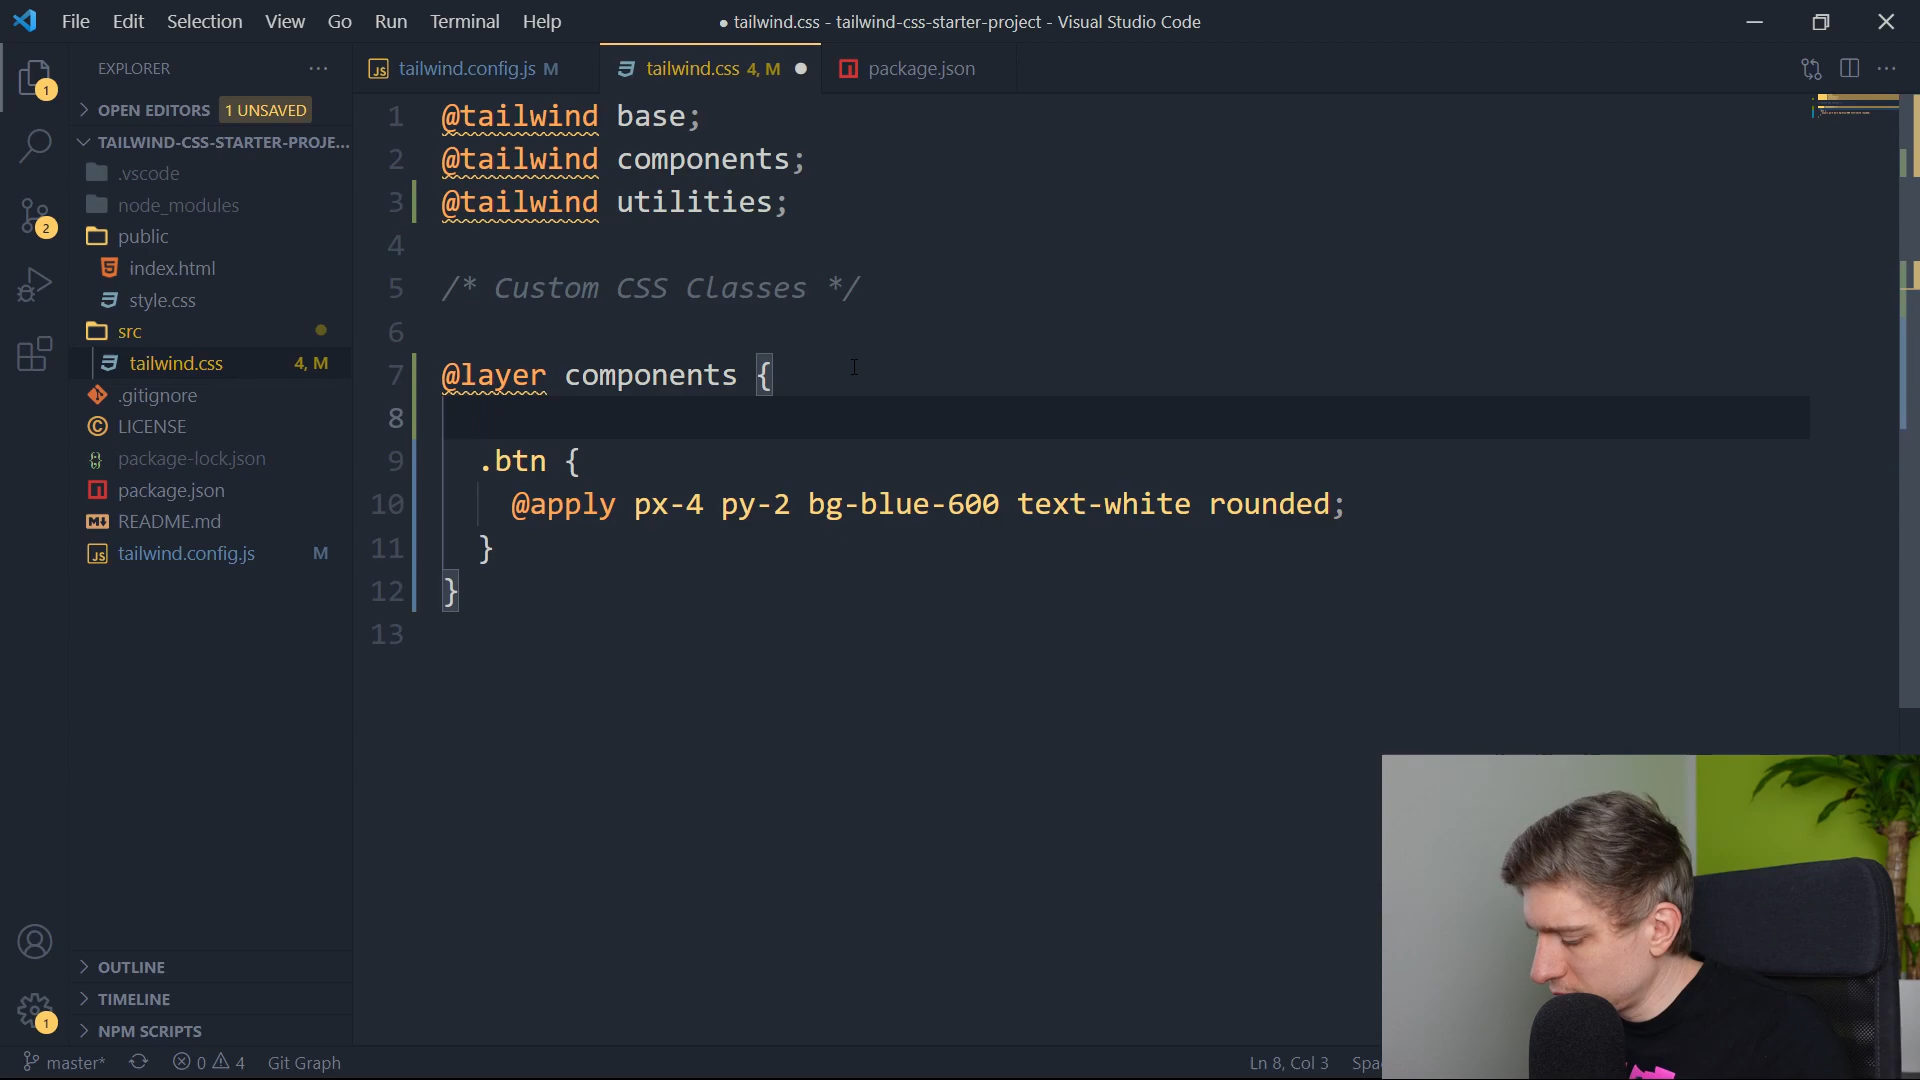 File Edit Selection View Go Run Terminal Help
● tailwind.css - tailwind-css-starter-project - Visual Studio Code
EXPLORER
OPEN EDITORS 1 UNSAVED
TAILWIND-CSS-STARTER-PROJE...
.vscode
node_modules
public
index.html
style.css
src
tailwind.css 4, M
.gitignore
LICENSE
package-lock.json
package.json
README.md
tailwind.config.js M
OUTLINE
TIMELINE
NPM SCRIPTS
1
2
1
JS tailwind.config.js M
tailwind.css 4, M ●
package.json
1 @tailwind base;
2 @tailwind components;
3 @tailwind utilities;
4
5 /* Custom CSS Classes */
6
7 @layer components {
8
9 .btn {
10 @apply px-4 py-2 bg-blue-600 text-white rounded;
11 }
12 }
13
master* 0 4 Git Graph
Ln 8, Col 3